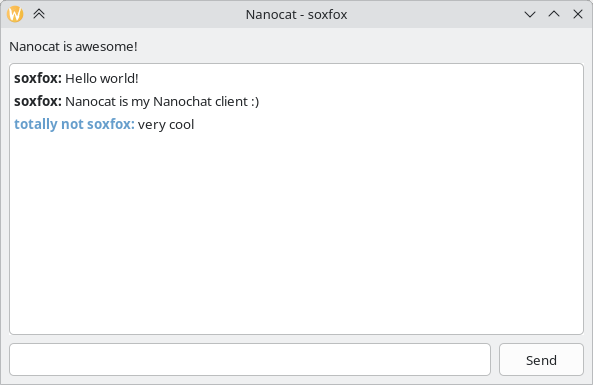 Nanocat - soxfox
Nanocat is awesome!
soxfox: Hello world!
soxfox: Nanocat is my Nanochat client :)
totally not soxfox: very cool
Send